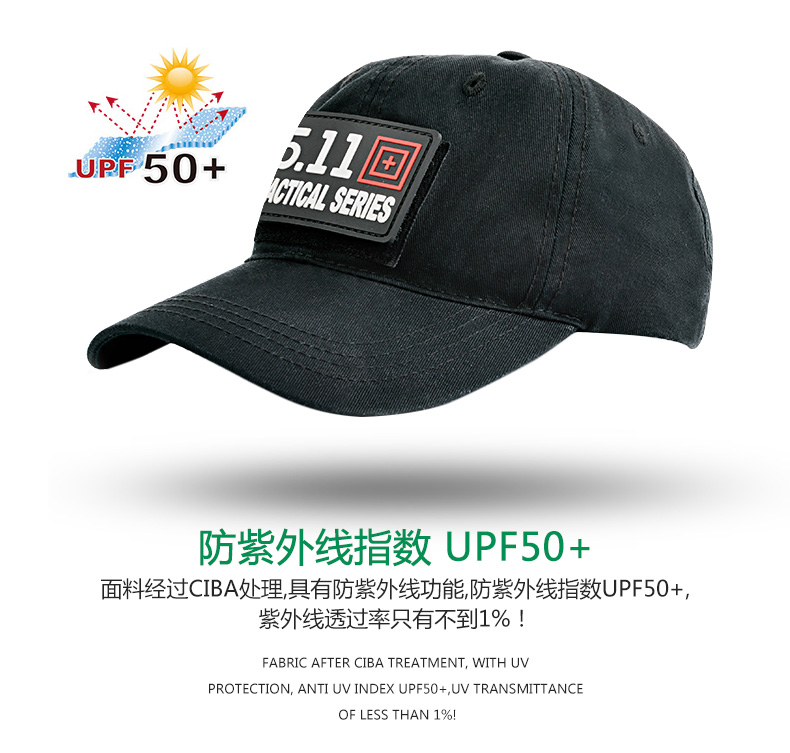 UPF 50+
5.11
TACTICAL SERIES
防紫外线指数 UPF50+
面料经过CIBA处理,具有防紫外线功能,防紫外线指数UPF50+,
紫外线透过率只有不到1%！
FABRIC AFTER CIBA TREATMENT, WITH UV
PROTECTION, ANTI UV INDEX UPF50+,UV TRANSMITTANCE
OF LESS THAN 1%!